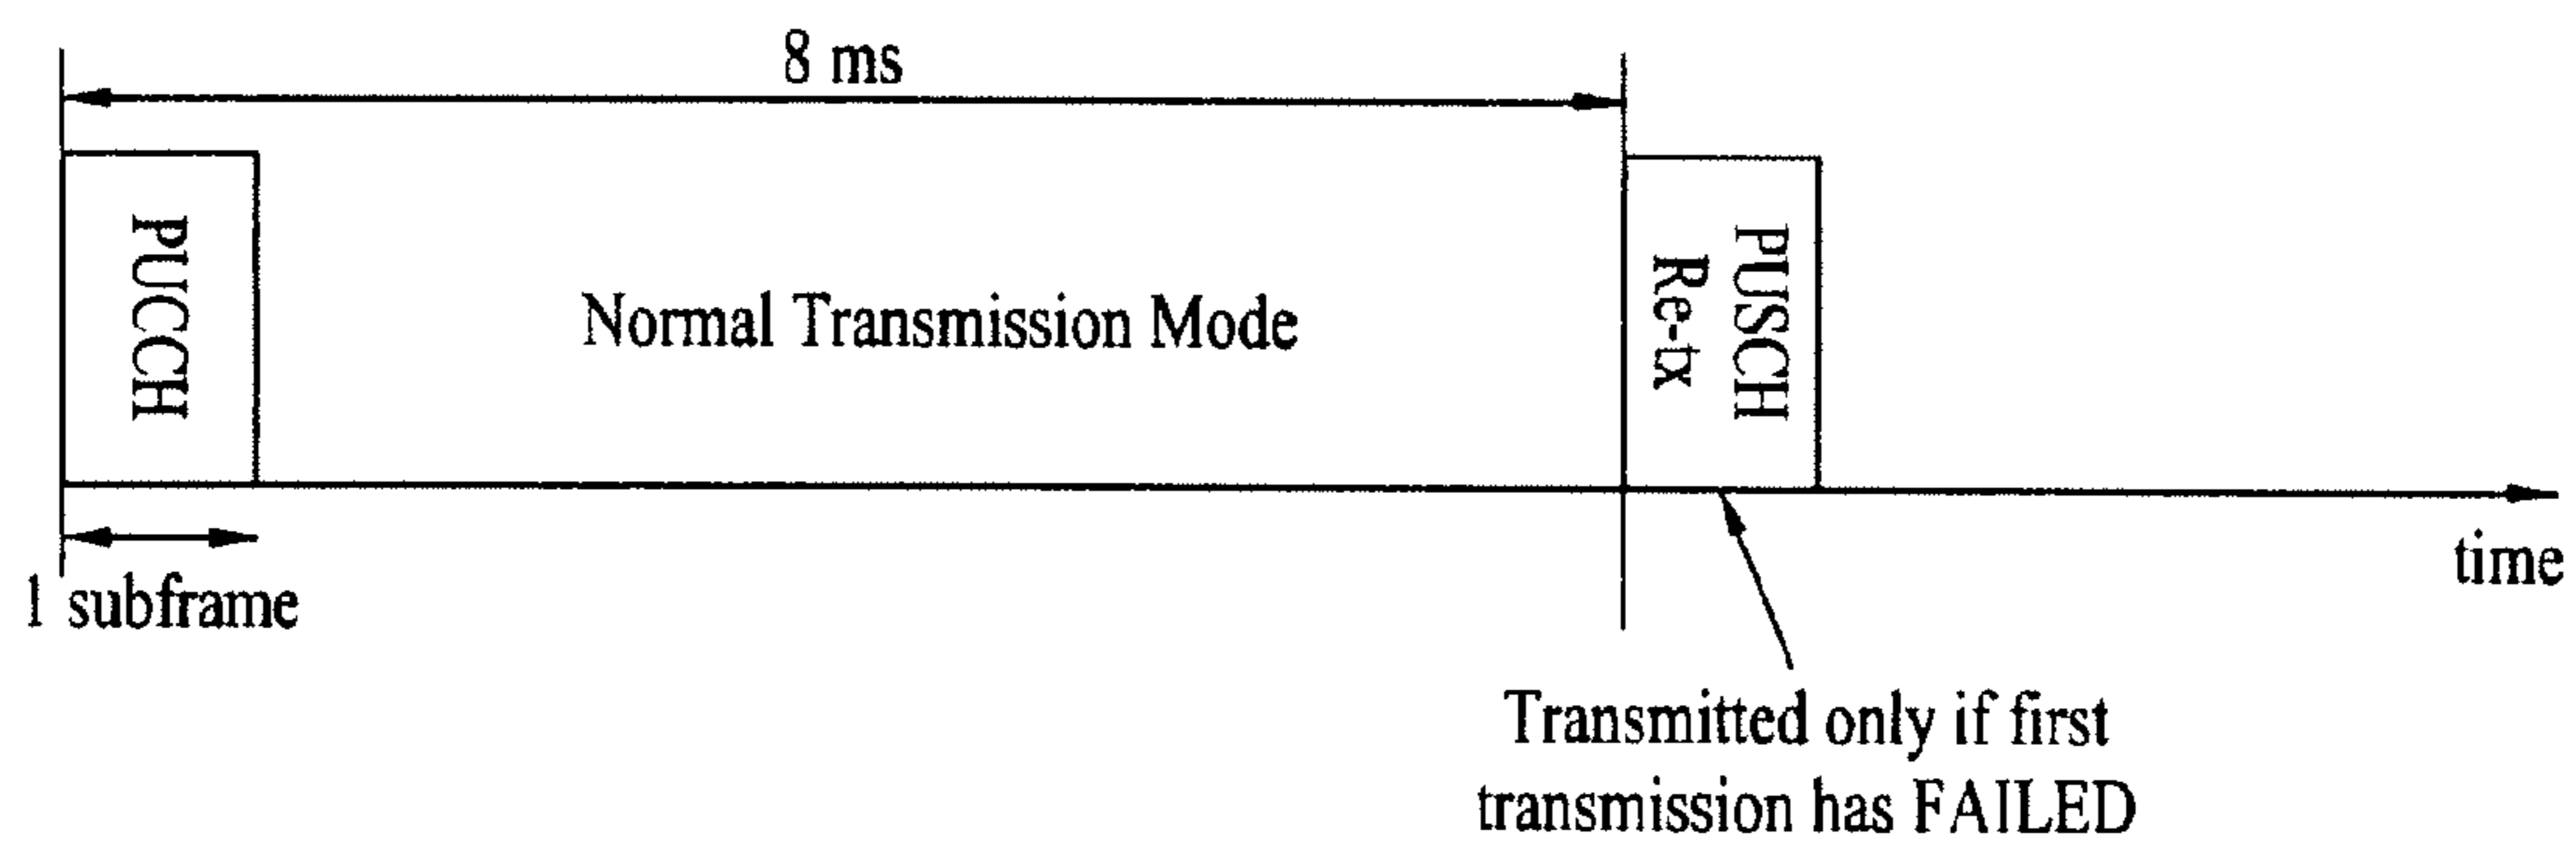 8 ms
PUCCH
Normal Transmission Mode
PUSCH
Re-tx
1 subframe
time
Transmitted only if first
transmission has FAILED